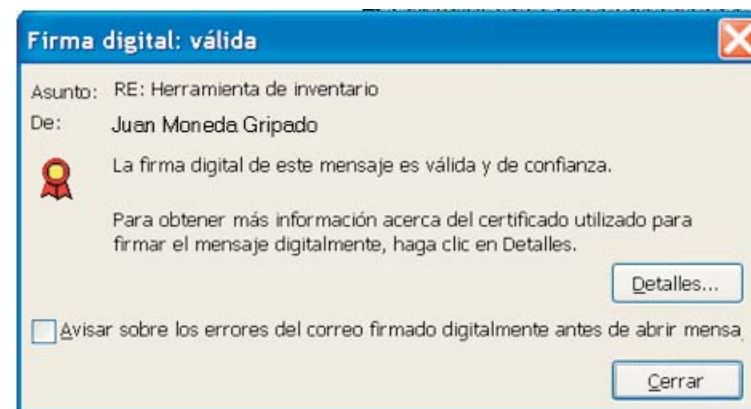 Firma digital: válida
Asunto: RE: Herramienta de inventario
De: Juan Moneda Gripado
La firma digital de este mensaje es válida y de confianza.
Para obtener más información acerca del certificado utilizado para
firmar el mensaje digitalmente, haga clic en Detalles.
Detalles...
Avisar sobre los errores del correo firmado digitalmente antes de abrir mensa
Cerrar